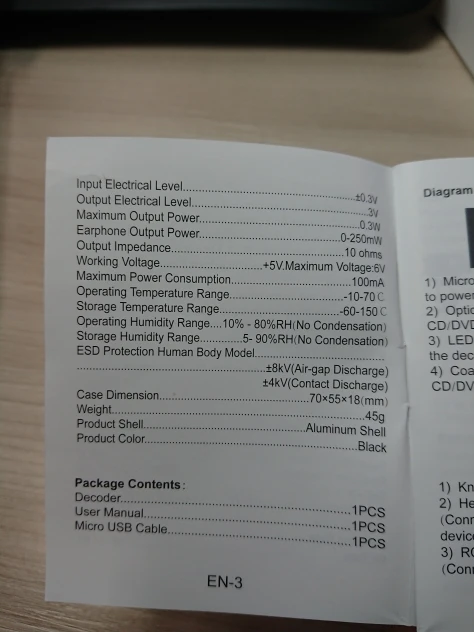 Input Electrical Level....................±0.3V
Output Electrical Level....................3V
Maximum Output Power....................0.3W
Earphone Output Power....................0-250mW
Output Impedance....................10 ohms
Working Voltage....................+5V.Maximum Voltage:6V
Maximum Power Consumption....................100mA
Operating Temperature Range....................-10-70 C
Storage Temperature Range....................-60-150 C
Operating Humidity Range....10% - 80%RH(No Condensation)
Storage Humidity Range..........5- 90%RH(No Condensation)
ESD Protection Human Body Model....................
....................±8kV(Air-gap Discharge)
±4kV(Contact Discharge)
Case Dimension....................70×55×18(mm)
Weight....................45g
Product Shell....................Aluminum Shell
Product Color....................Black
Package Contents:
Decoder....................1PCS
User Manual....................1PCS
Micro USB Cable....................1PCS
EN-3
Diagram
1) Micro
to power
2) Optic
CD/DVD
3) LED
the dec
4) Coa
CD/DV
1) Kn
2) He
(Conn
device
3) RC
(Conn